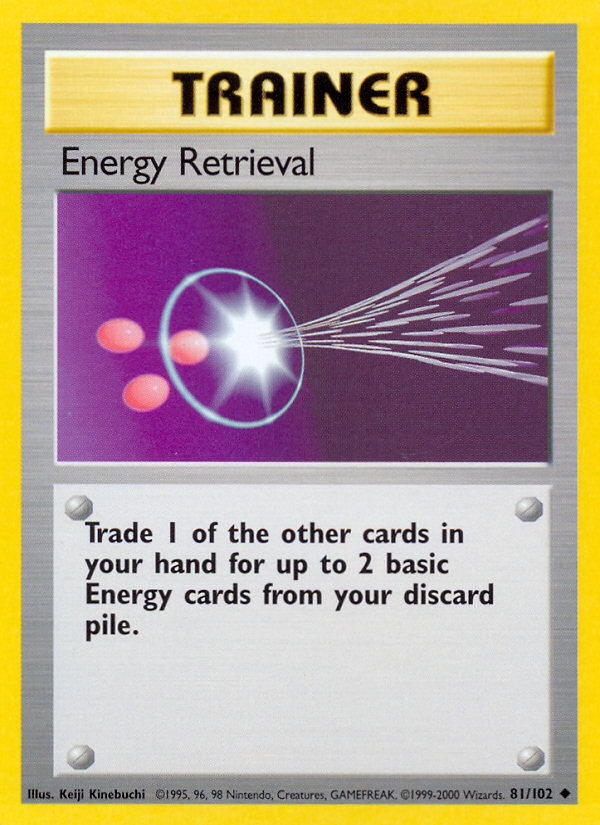 TRAINER
Energy Retrieval
Trade 1 of the other cards in
your hand for up to 2 basic
Energy cards from your discard
pile.
Illus. Keiji Kinebuchi ©1995, 96, 98 Nintendo, Creatures, GAMEFREAK. ©1999-2000 Wizards. 81/102 ◆